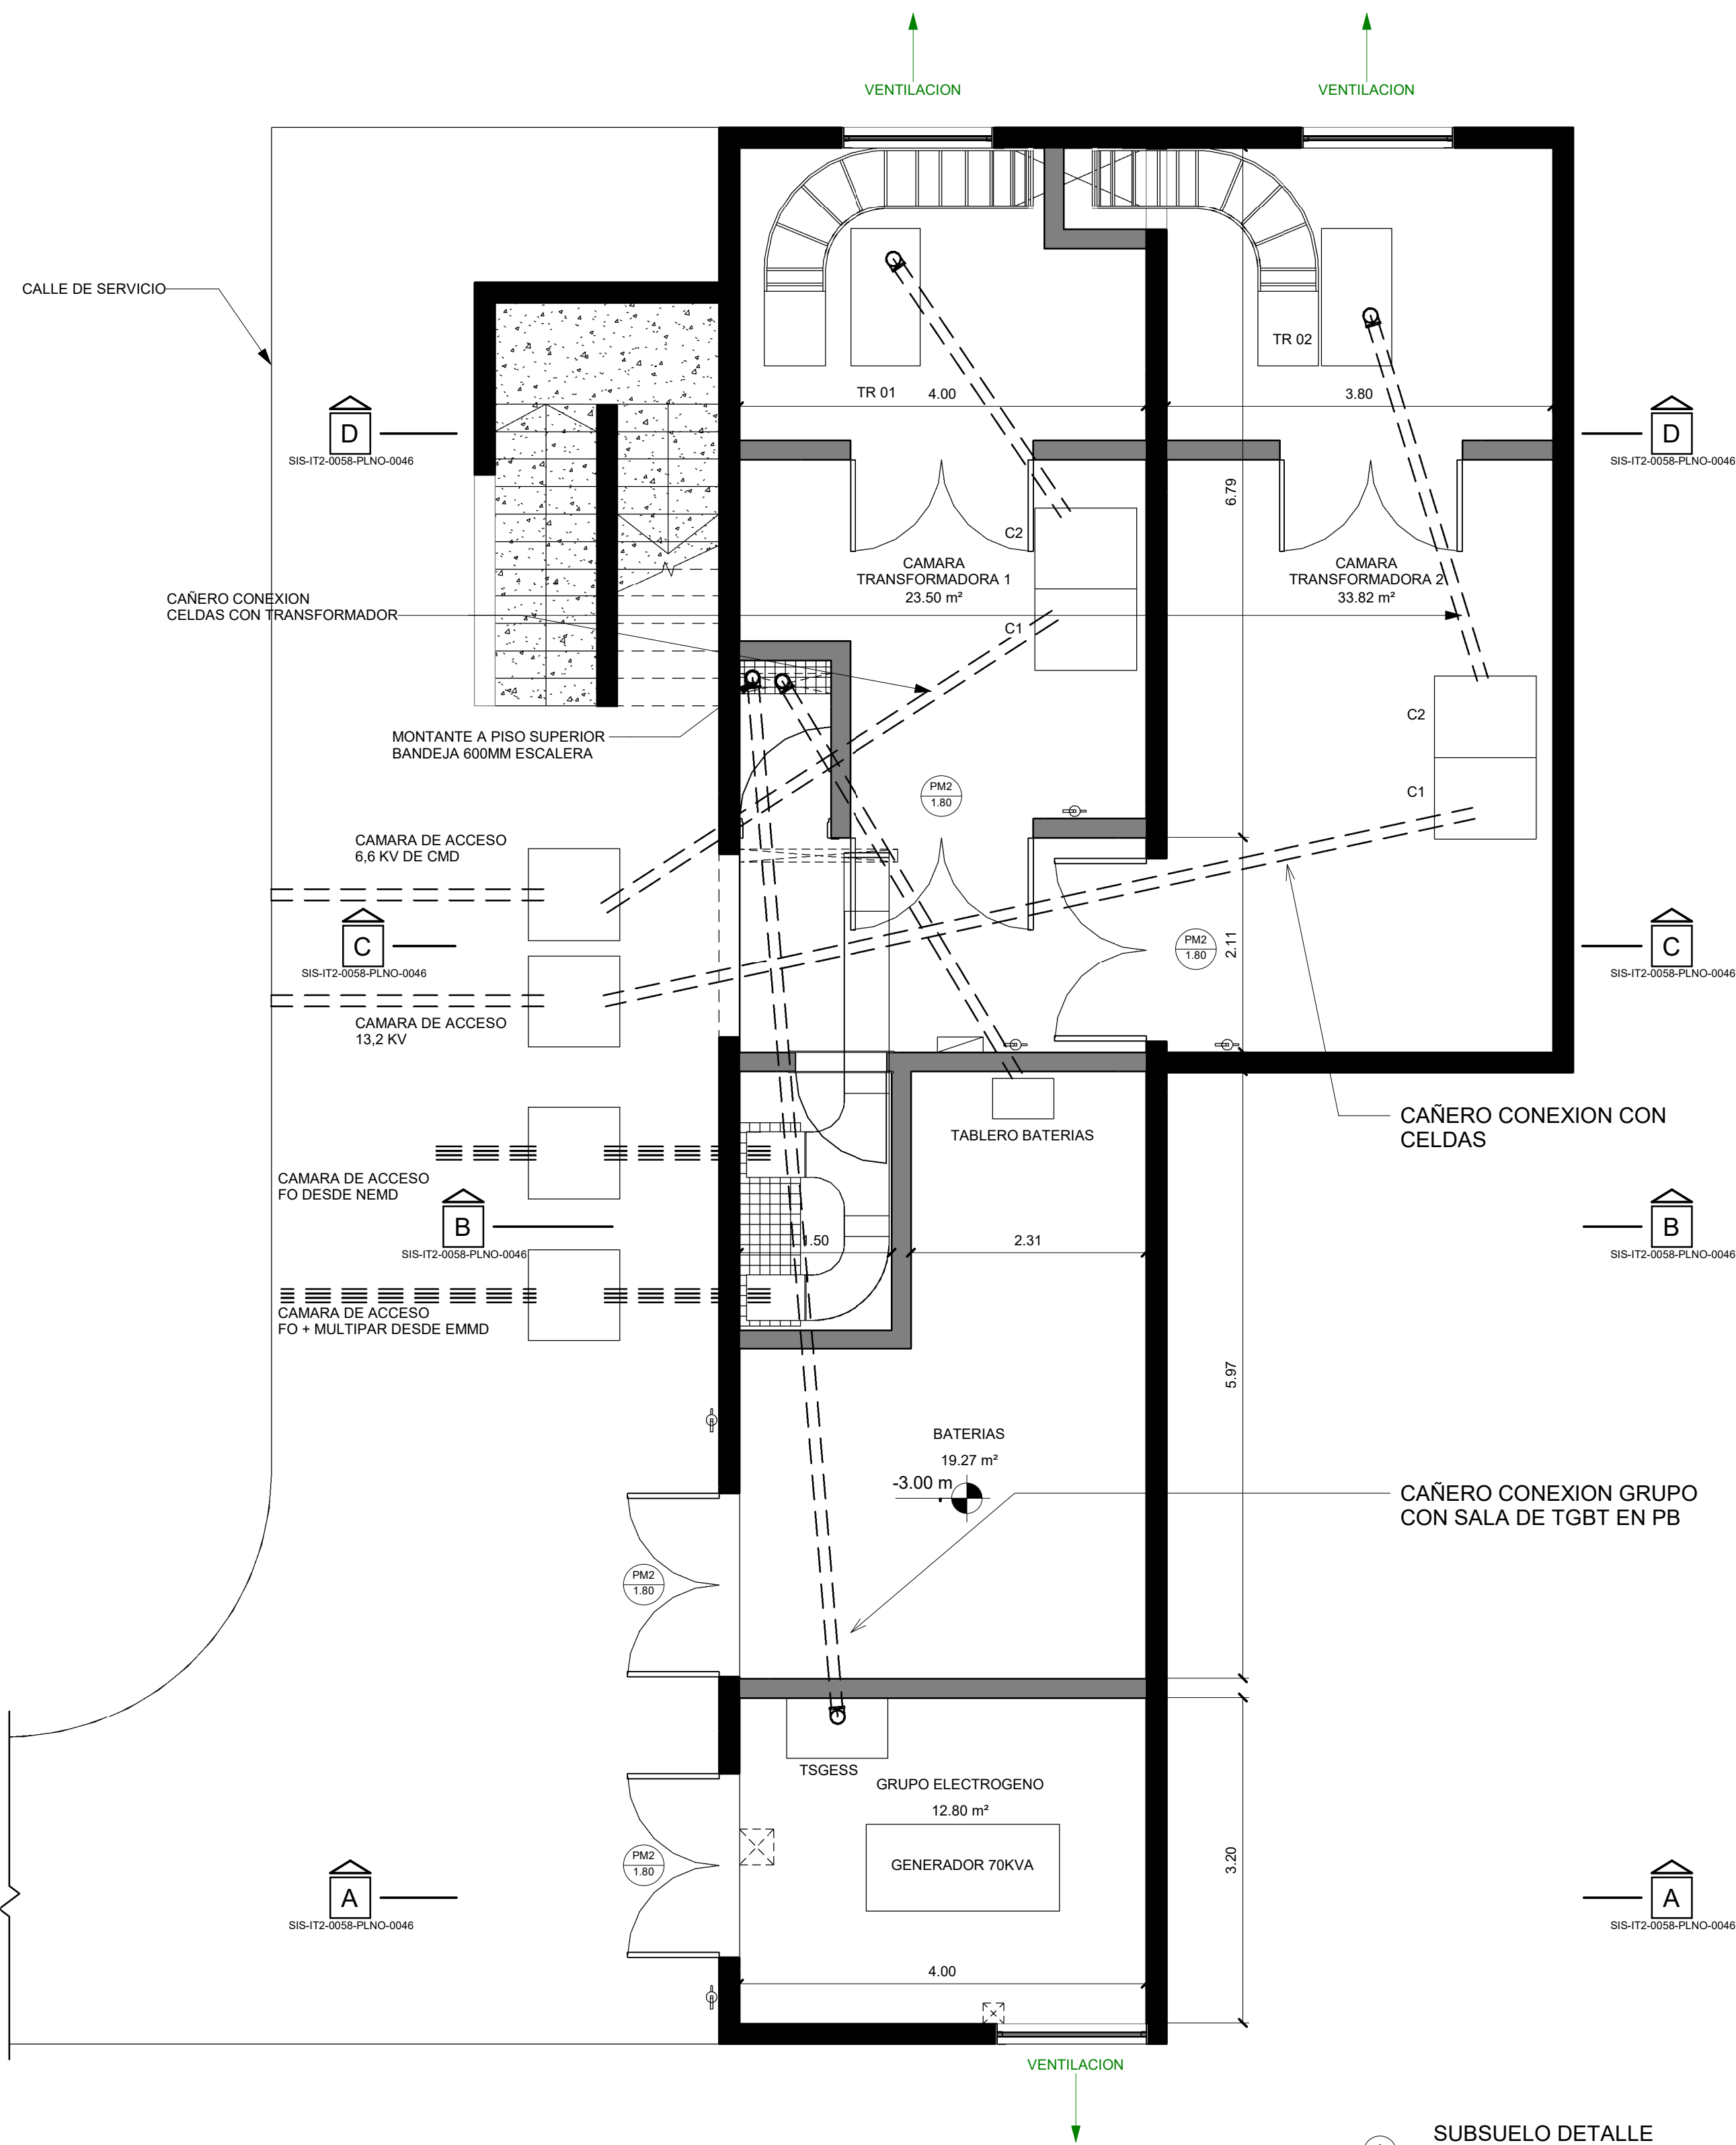 VENTILACION
VENTILACION
CALLE DE SERVICIO
TR 02
TR 01
4.00
3.80
D
SIS-IT2-0058-PLNO-0046
D
SIS-IT2-0058-PLNO-0046
6.79
C2
CAMARA
TRANSFORMADORA 1
23.50 m²
CAMARA
TRANSFORMADORA 2
33.82 m²
CAÑERO CONEXION
CELDAS CON TRANSFORMADOR
C1
MONTANTE A PISO SUPERIOR
BANDEJA 600MM ESCALERA
C2
C1
PM2
1.80
CAMARA DE ACCESO
6,6 KV DE CMD
C
SIS-IT2-0058-PLNO-0046
PM2
1.80
2.11
C
SIS-IT2-0058-PLNO-0046
CAMARA DE ACCESO
13,2 KV
TABLERO BATERIAS
CAÑERO CONEXION CON
CELDAS
CAMARA DE ACCESO
FO DESDE NEMD
B
SIS-IT2-0058-PLNO-0046
1.50
2.31
B
SIS-IT2-0058-PLNO-0046
CAMARA DE ACCESO
FO + MULTIPAR DESDE EMMD
5.97
BATERIAS
19.27 m²
-3.00 m
CAÑERO CONEXION GRUPO
CON SALA DE TGBT EN PB
PM2
1.80
TSGESS
GRUPO ELECTROGENO
12.80 m²
GENERADOR 70KVA
PM2
1.80
3.20
A
SIS-IT2-0058-PLNO-0046
A
SIS-IT2-0058-PLNO-0046
4.00
VENTILACION
SUBSUELO DETALLE